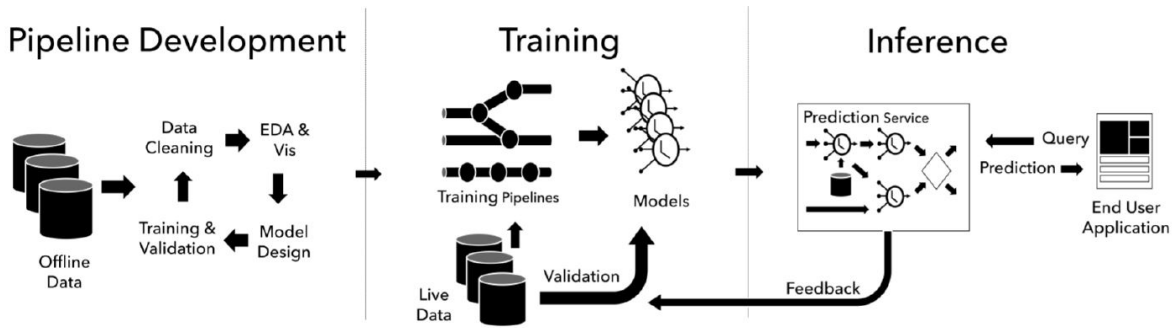 Pipeline Development
Offline
Data
Data
Cleaning
EDA &
Vis
Model
Design
Training &
Validation
Training
Training Pipelines
Models
Live
Data
Validation
Inference
Prediction Service
Query
Prediction
End User
Application
Feedback